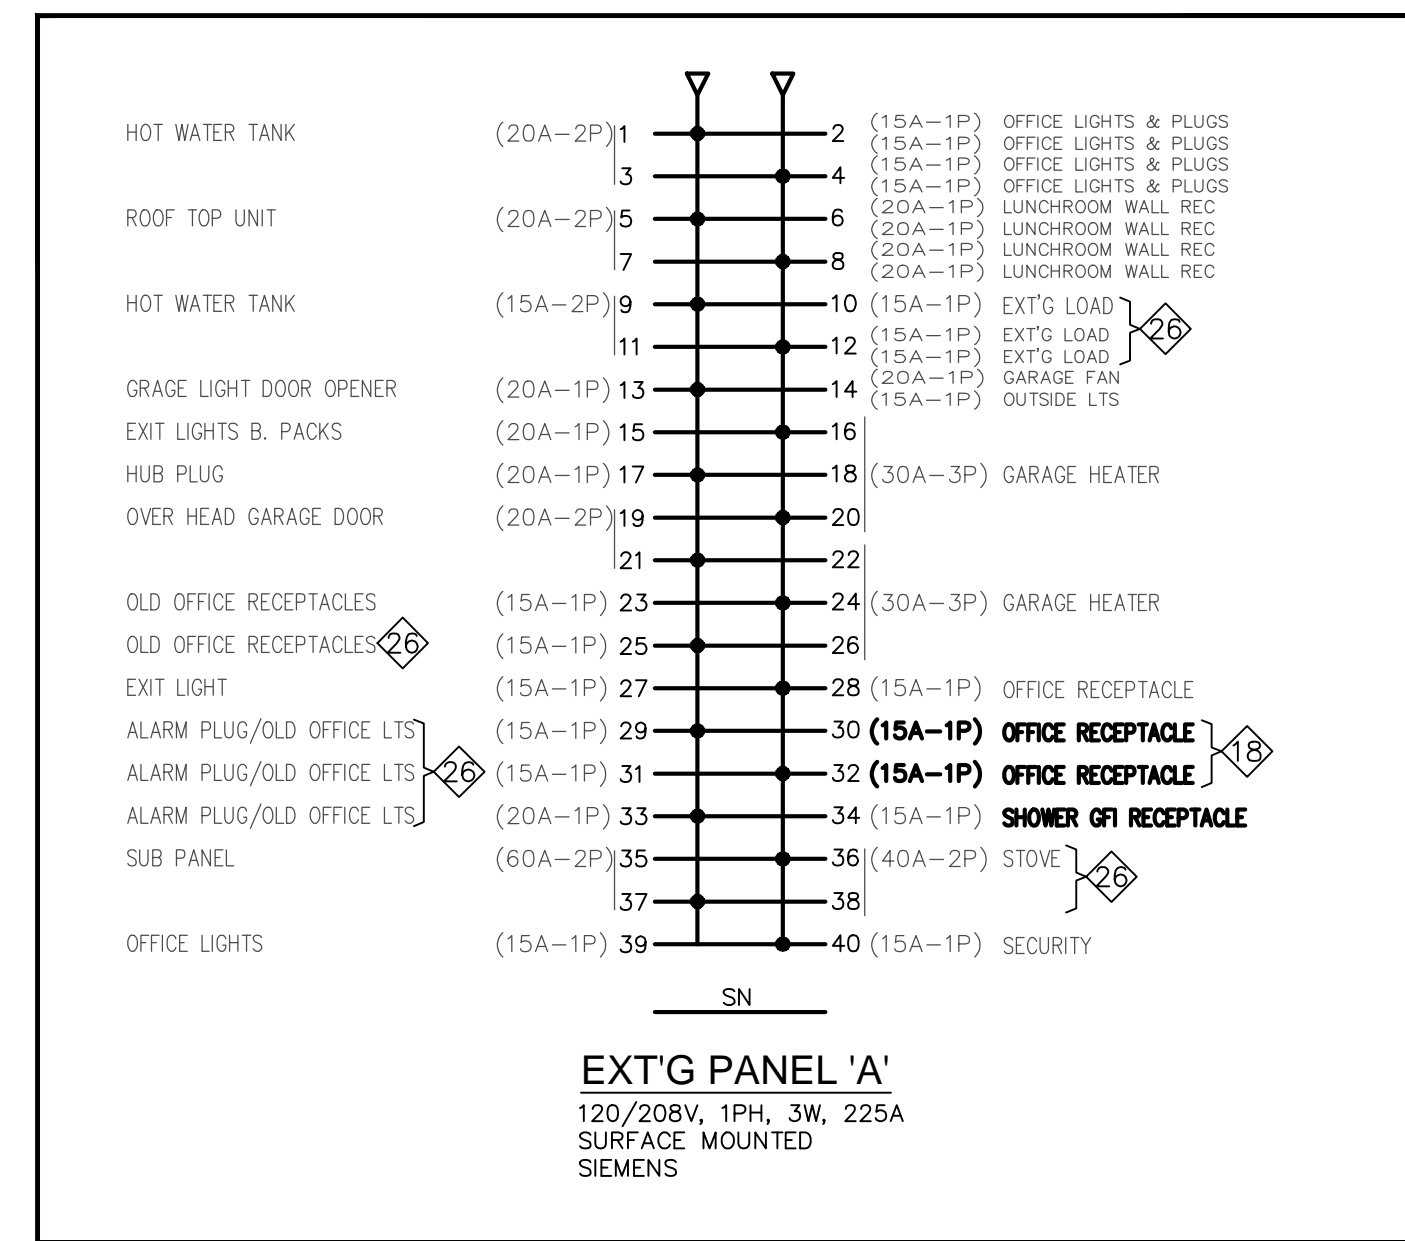 HOT WATER TANK (20A-2P) 1 2 (15A-1P) OFFICE LIGHTS & PLUGS
(15A-1P) OFFICE LIGHTS & PLUGS
3 4 (15A-1P) OFFICE LIGHTS & PLUGS
(15A-1P) OFFICE LIGHTS & PLUGS
ROOF TOP UNIT (20A-2P) 5 6 (20A-1P) LUNCHROOM WALL REC
(20A-1P) LUNCHROOM WALL REC
7 8 (20A-1P) LUNCHROOM WALL REC
(20A-1P) LUNCHROOM WALL REC
HOT WATER TANK (15A-2P) 9 10 (15A-1P) EXT'G LOAD 26
11 12 (15A-1P) EXT'G LOAD
(15A-1P) EXT'G LOAD
GRAGE LIGHT DOOR OPENER (20A-1P) 13 14 (20A-1P) GARAGE FAN
(15A-1P) OUTSIDE LTS
EXIT LIGHTS B. PACKS (20A-1P) 15 16
HUB PLUG (20A-1P) 17 18 (30A-3P) GARAGE HEATER
OVER HEAD GARAGE DOOR (20A-2P) 19 20
21 22
OLD OFFICE RECEPTACLES (15A-1P) 23 24 (30A-3P) GARAGE HEATER
OLD OFFICE RECEPTACLES 26 (15A-1P) 25 26
EXIT LIGHT (15A-1P) 27 28 (15A-1P) OFFICE RECEPTACLE
ALARM PLUG/OLD OFFICE LTS (15A-1P) 29 30 (15A-1P) OFFICE RECEPTACLE 18
ALARM PLUG/OLD OFFICE LTS 26 (15A-1P) 31 32 (15A-1P) OFFICE RECEPTACLE
ALARM PLUG/OLD OFFICE LTS (20A-1P) 33 34 (15A-1P) SHOWER GFI RECEPTACLE
SUB PANEL (60A-2P) 35 36 (40A-2P) STOVE 26
37 38
OFFICE LIGHTS (15A-1P) 39 40 (15A-1P) SECURITY
SN
EXT'G PANEL 'A'
120/208V, 1PH, 3W, 225A
SURFACE MOUNTED
SIEMENS